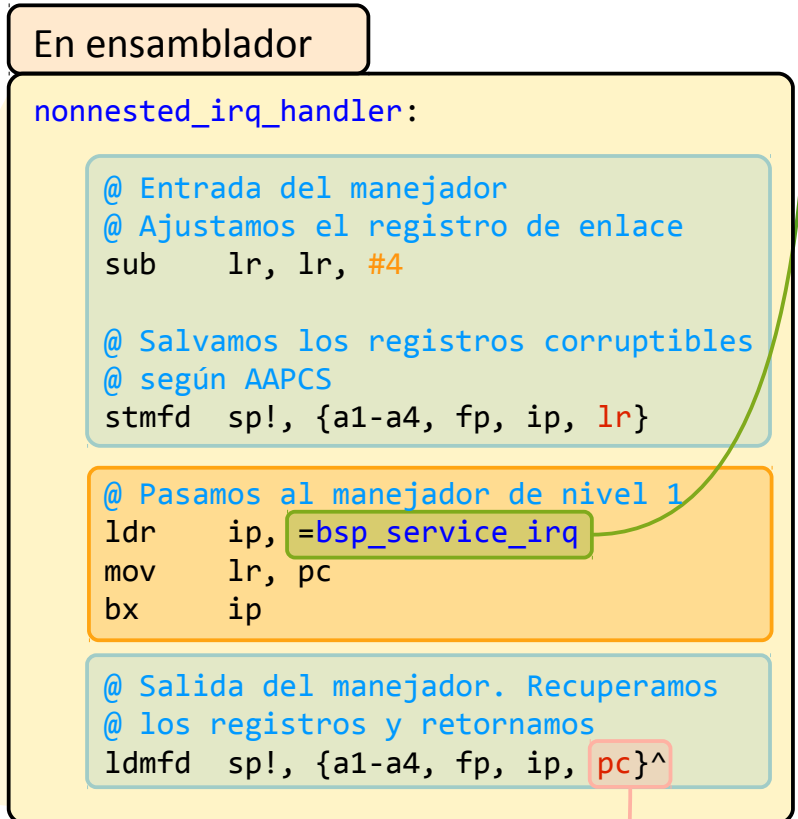 En ensamblador
nonnested_irq_handler:
@ Entrada del manejador
@ Ajustamos el registro de enlace
sub lr, lr, #4
@ Salvamos los registros corruptibles
@ según AAPCS
stmfd sp!, {a1-a4, fp, ip, lr}
@ Pasamos al manejador de nivel 1
ldr ip, =bsp_service_irq
mov lr, pc
bx ip
@ Salida del manejador. Recuperamos
@ los registros y retornamos
ldmfd sp!, {a1-a4, fp, ip, pc}^